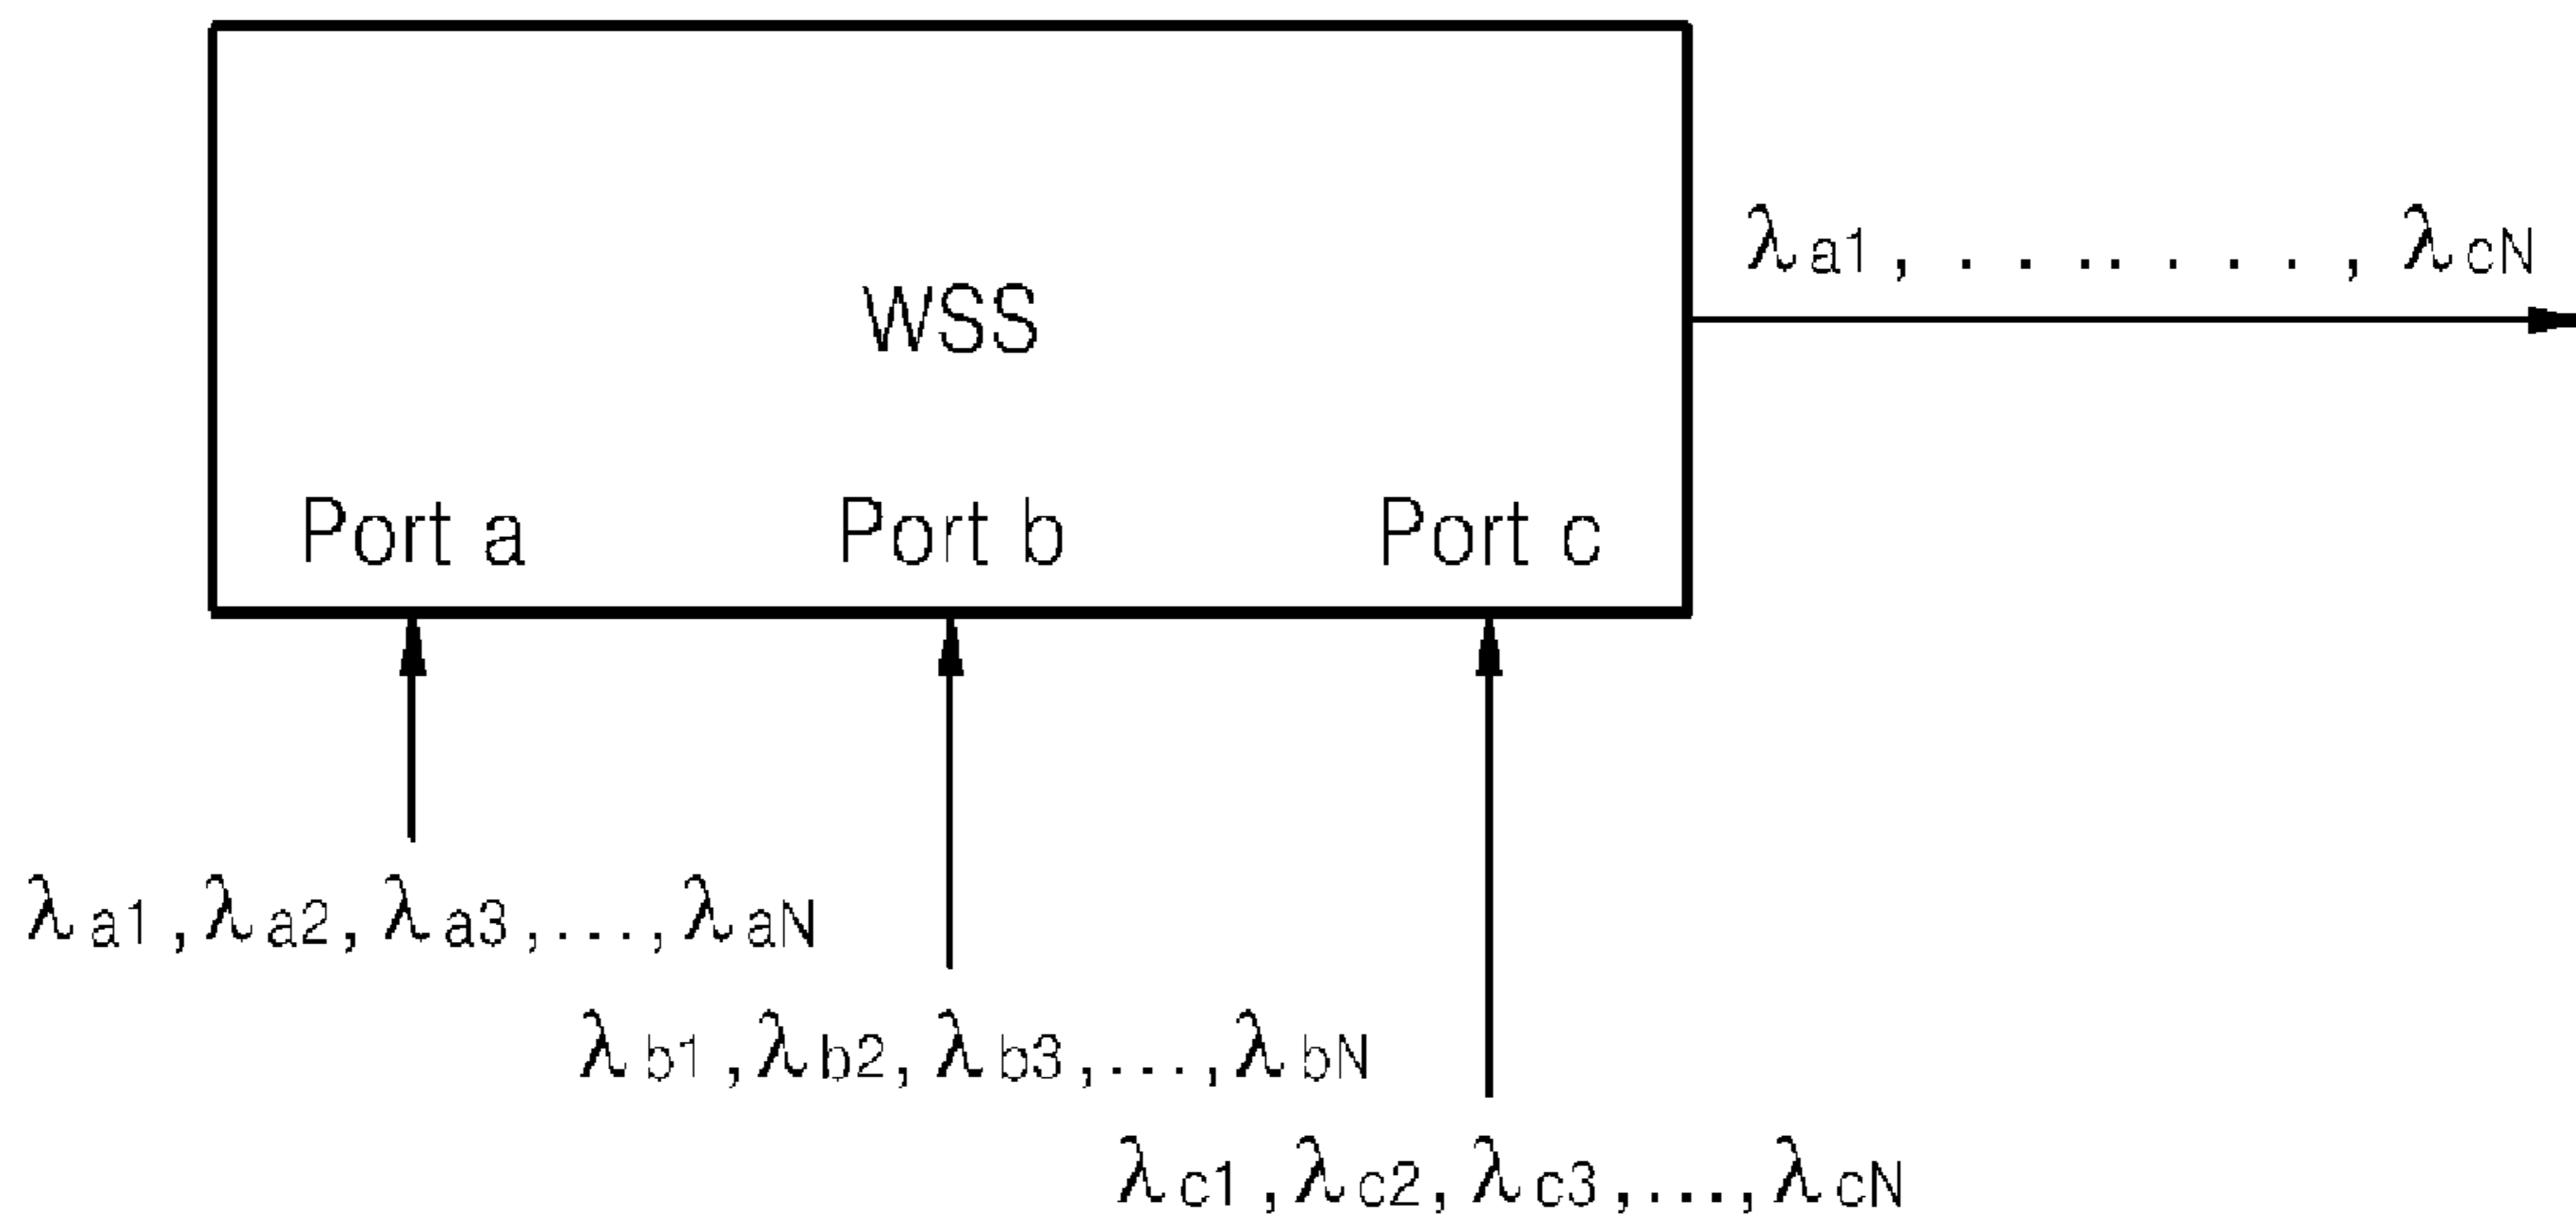 λa1, . . . . . . . . , λcN
WSS
Port a Port b Port c
λa1,λa2,λa3,...,λaN
λb1,λb2,λb3,...,λbN
λc1,λc2,λc3,...,λcN